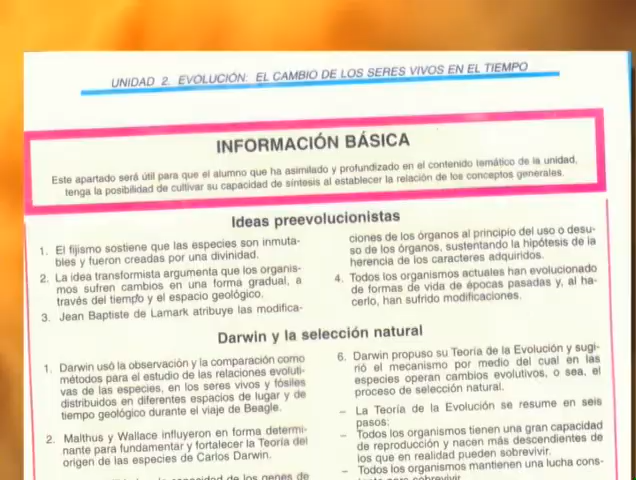 UNIDAD 2. EVOLUCIÓN: EL CAMBIO DE LOS SERES VIVOS EN EL TIEMPO
INFORMACIÓN BÁSICA
Este apartado será útil para que el alumno que ha asimilado y profundizado en el contenido temático de la unidad,
tenga la posibilidad de cultivar su capacidad de síntesis al establecer la relación de los conceptos generales.
Ideas preevolucionistas
1. El fijismo sostiene que las especies son inmuta-
bles y fueron creadas por una divinidad.
2. La idea transformista argumenta que los organis-
mos sufren cambios en una forma gradual, a
través del tiempo y el espacio geológico.
3. Jean Baptiste de Lamark atribuye las modifica-
ciones de los órganos al principio del uso o desu-
so de los órganos, sustentando la hipótesis de la
herencia de los caracteres adquiridos.
4. Todos los organismos actuales han evolucionado
de formas de vida de épocas pasadas y, al ha-
cerlo, han sufrido modificaciones.
Darwin y la selección natural
1. Darwin usó la observación y la comparación como
métodos para el estudio de las relaciones evoluti-
vas de las especies, en los seres vivos y fósiles
distribuidos en diferentes espacios de lugar y de
tiempo geológico durante el viaje de Beagle.
2. Malthus y Wallace influyeron en forma determi-
nante para fundamentar y fortalecer la Teoría del
origen de las especies de Carlos Darwin.
capacidad de los genes de
6. Darwin propuso su Teoría de la Evolución y sugi-
rió el mecanismo por medio del cual en las
especies operan cambios evolutivos, o sea, el
proceso de selección natural.
– La Teoría de la Evolución se resume en seis
pasos:
– Todos los organismos tienen una gran capacidad
de reproducción y nacen más descendientes de
los que en realidad pueden sobrevivir.
– Todos los organismos mantienen una lucha cons-
para sobrevivir